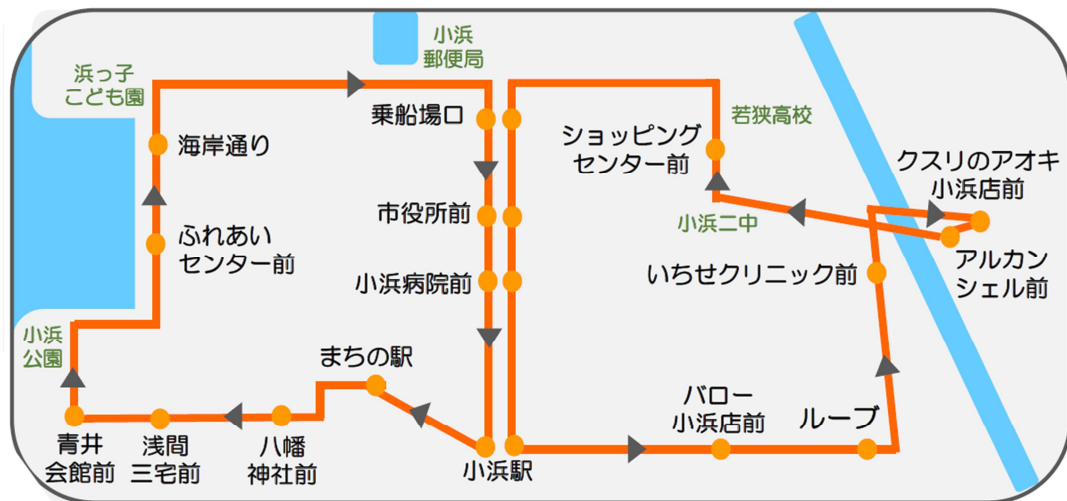 小浜
郵便局
浜っ子
こども園
乗船場口
海岸通り
ショッピング
センター前
若狭高校
クスリのアオキ
小浜店前
市役所前
小浜二中
ふれあい
センター前
アルカン
シェル前
小浜病院前
いちせクリニック前
小浜
公園
まちの駅
バロー
小浜店前
ループ
青井
会館前
浅間
三宅前
八幡
神社前
小浜駅